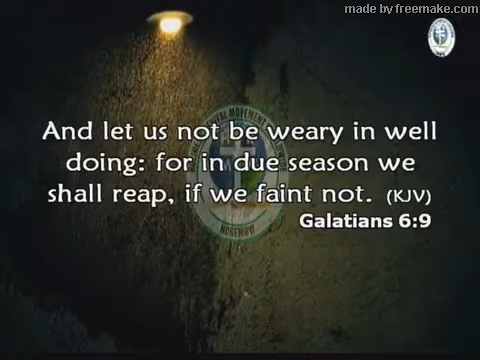 made by freemake.com
And let us not be weary in well
doing: for in due season we
shall reap, if we faint not. (KJV)
Galatians 6:9